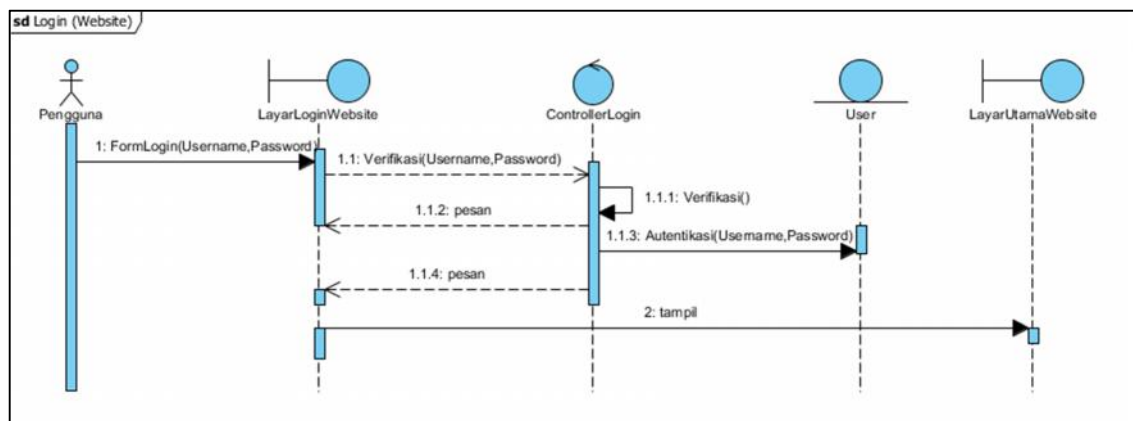 sd Login (Website)
Pengguna
LayarLoginWebsite
ControllerLogin
User
LayarUtamaWebsite
1: FormLogin(Username,Password)
1.1: Verifikasi(Username,Password)
1.1.1: Verifikasi()
1.1.2: pesan
1.1.3: Autentikasi(Username,Password)
1.1.4: pesan
2: tampil